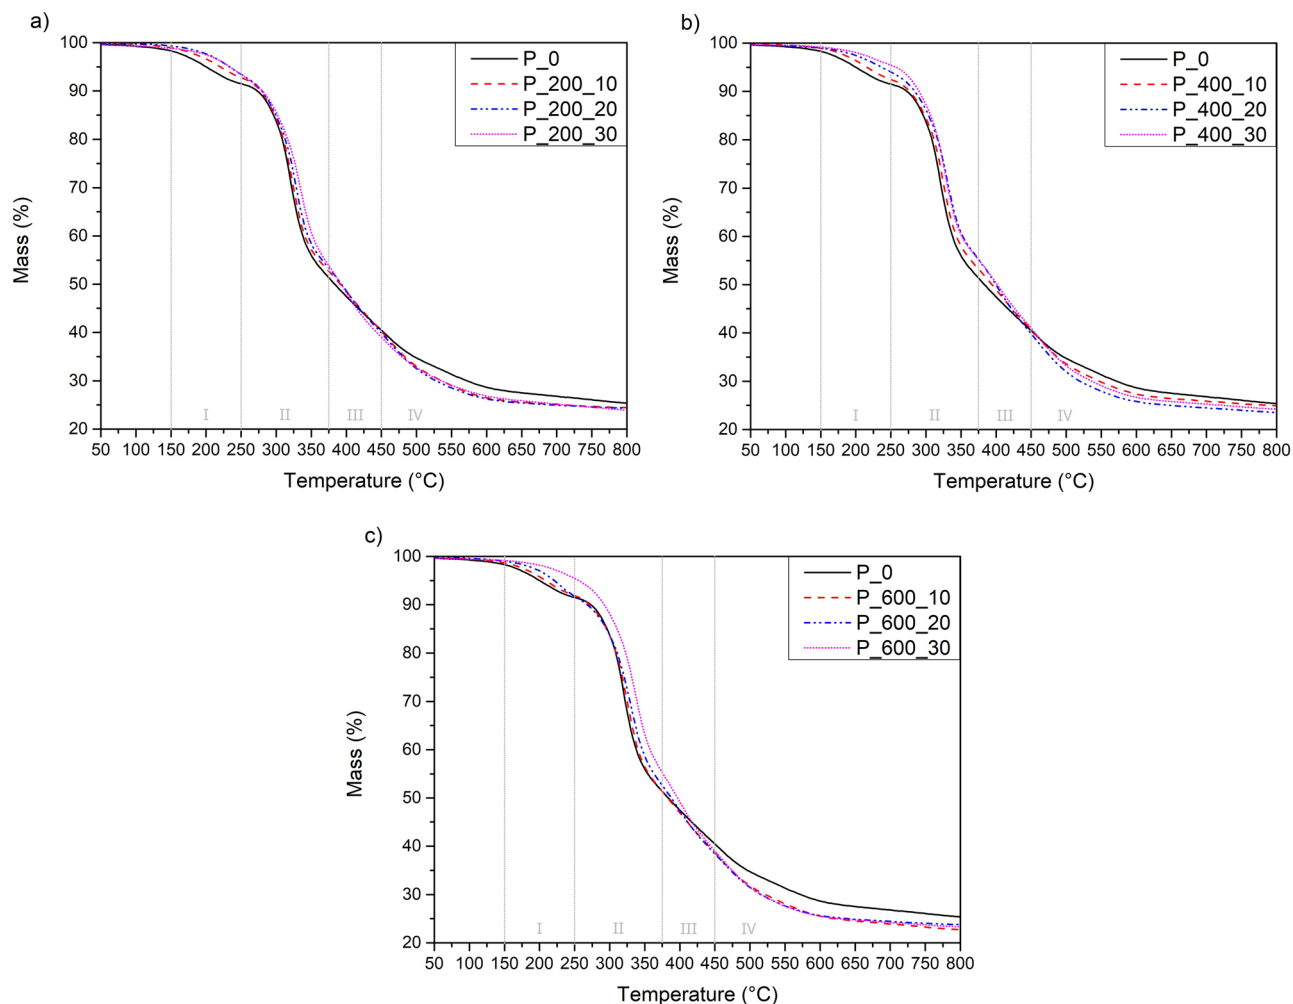 a)
100
90
80
70
60
50
40
30
20
Mass (%)
P_0
P_200_10
P_200_20
P_200_30
I II III IV
50 100 150 200 250 300 350 400 450 500 550 600 650 700 750 800
Temperature (°C)
b)
100
90
80
70
60
50
40
30
20
Mass (%)
P_0
P_400_10
P_400_20
P_400_30
I II III IV
50 100 150 200 250 300 350 400 450 500 550 600 650 700 750 800
Temperature (°C)
c)
100
90
80
70
60
50
40
30
20
Mass (%)
P_0
P_600_10
P_600_20
P_600_30
I II III IV
50 100 150 200 250 300 350 400 450 500 550 600 650 700 750 800
Temperature (°C)